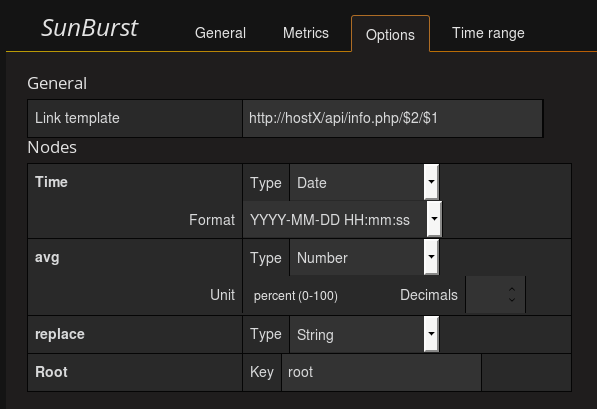 SunBurst General Metrics Options Time range
General
Link template http://hostX/api/info.php/$2/$1
Nodes
Time Type Date
Format YYYY-MM-DD HH:mm:ss
avg Type Number
Unit percent (0-100) Decimals
replace Type String
Root Key root